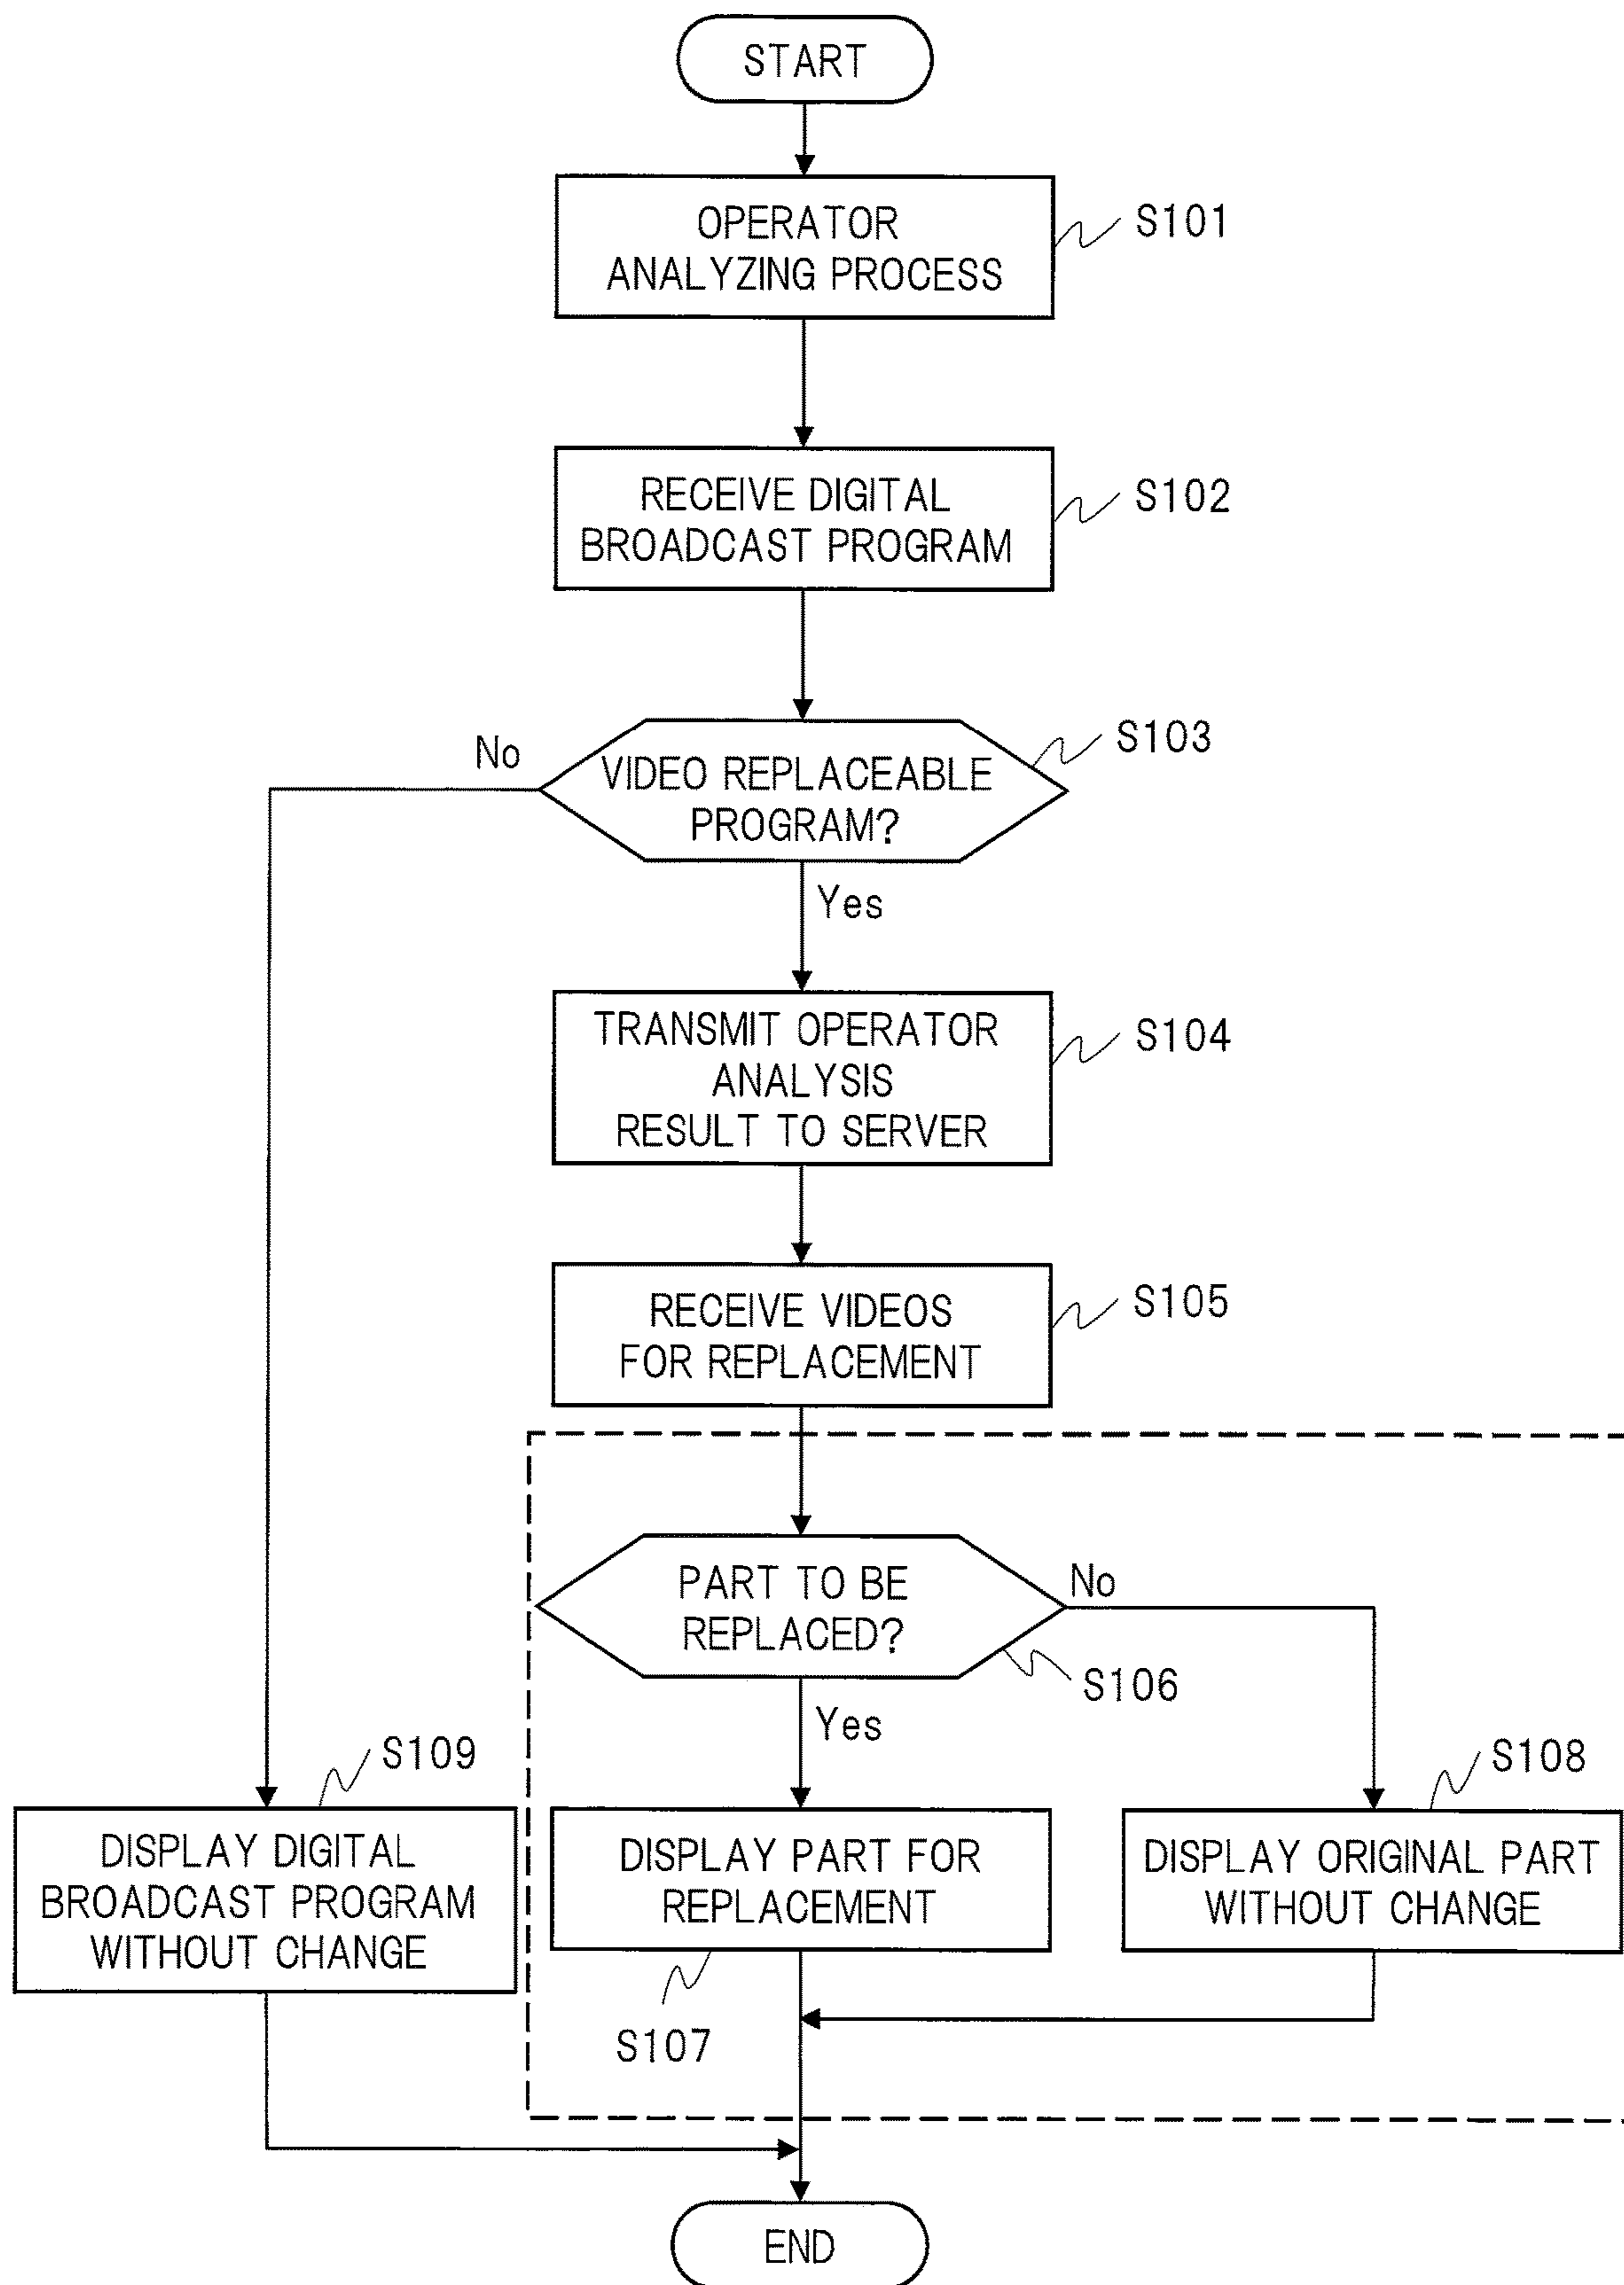 START
OPERATOR
ANALYZING PROCESS
S101
RECEIVE DIGITAL
BROADCAST PROGRAM
S102
No
VIDEO REPLACEABLE
PROGRAM?
S103
Yes
TRANSMIT OPERATOR
ANALYSIS
RESULT TO SERVER
S104
RECEIVE VIDEOS
FOR REPLACEMENT
S105
PART TO BE
REPLACED?
No
S106
Yes
S109
S108
DISPLAY DIGITAL
BROADCAST PROGRAM
WITHOUT CHANGE
DISPLAY PART FOR
REPLACEMENT
DISPLAY ORIGINAL PART
WITHOUT CHANGE
S107
END